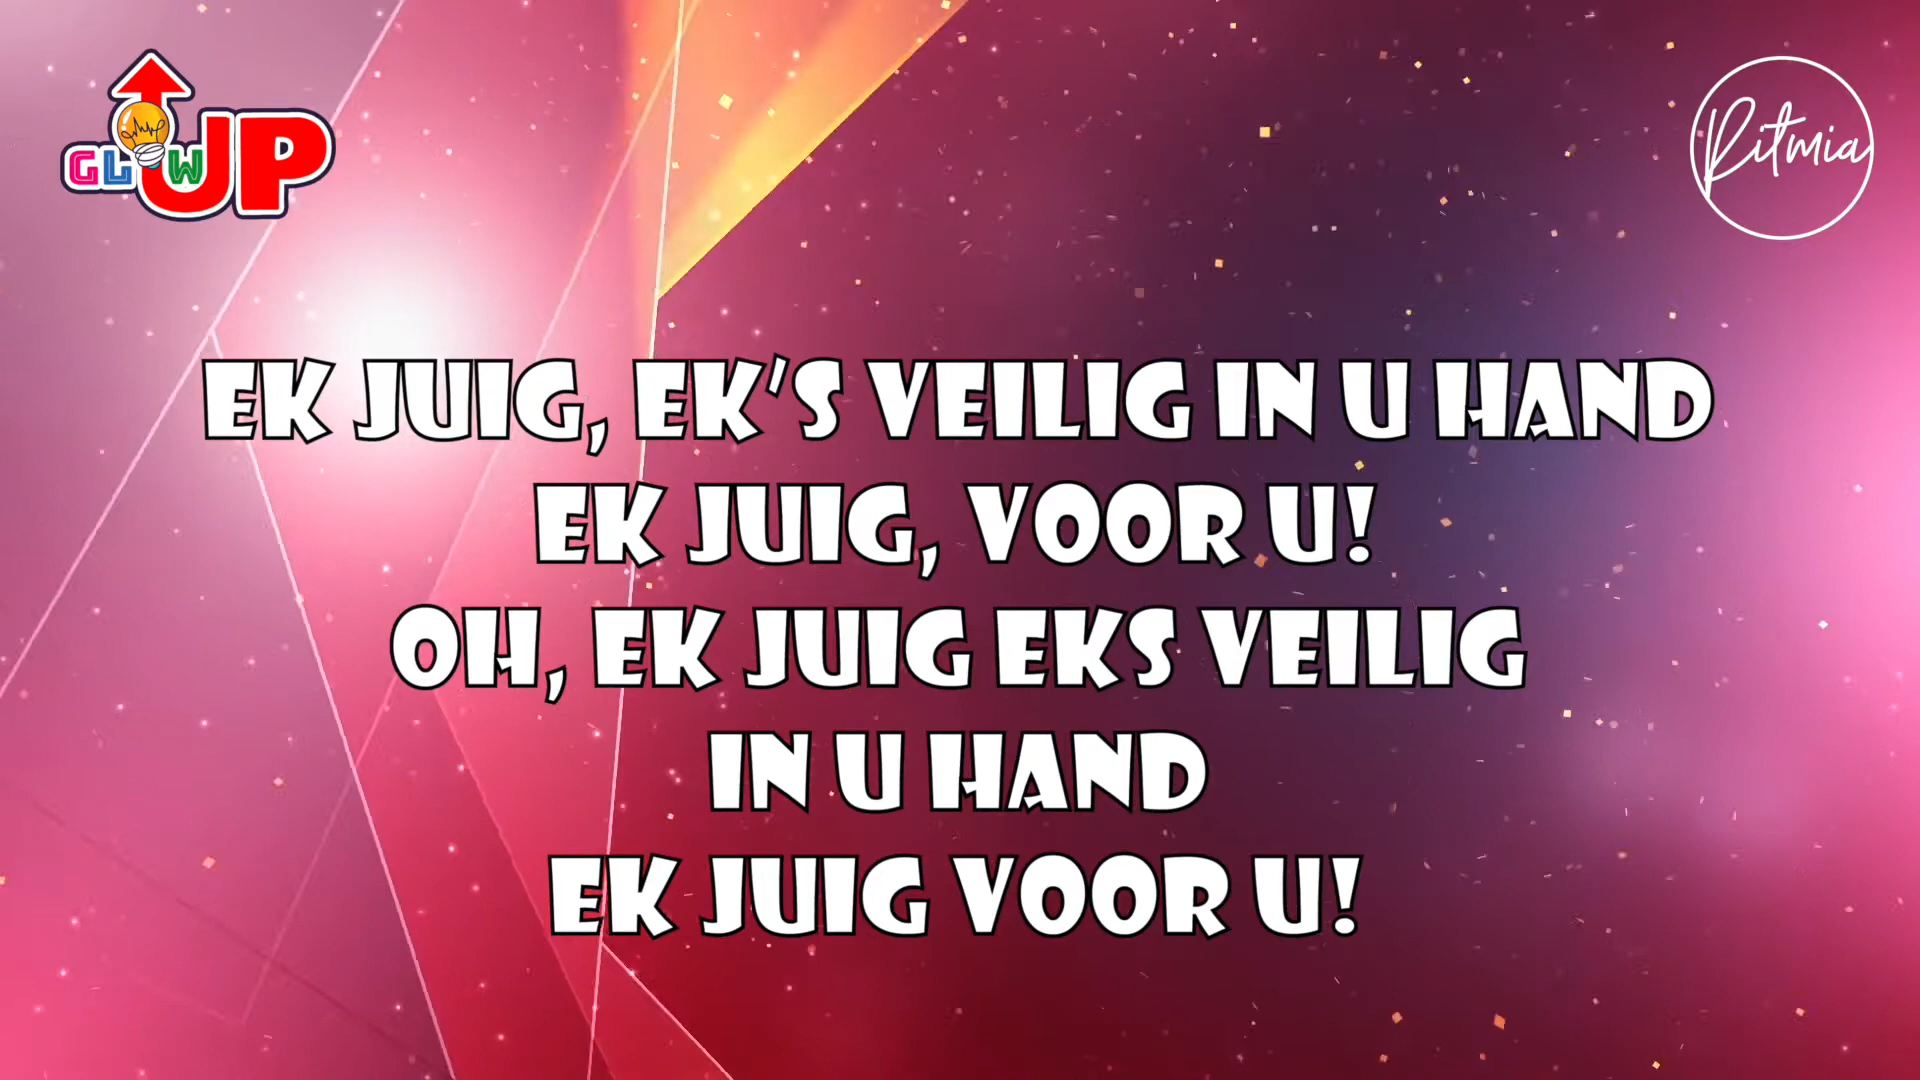 GLOW UP
Ritmia
EK JUIG, EK'S VEILIG IN U HAND
EK JUIG, VOOR U!
OH, EK JUIG EKS VEILIG
IN U HAND
EK JUIG VOOR U!